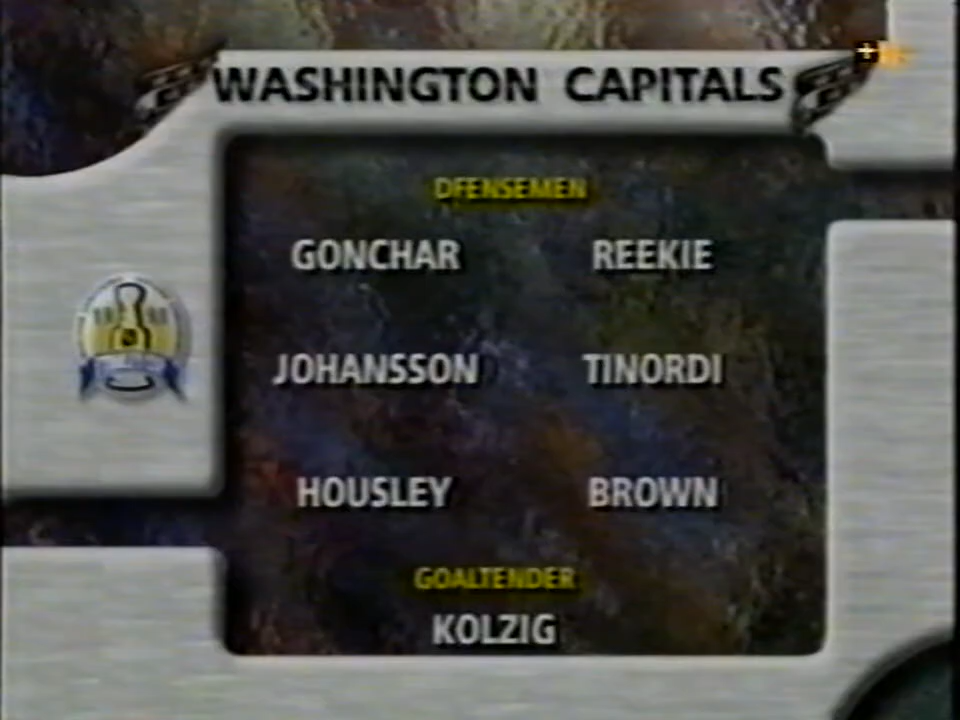 WASHINGTON CAPITALS
DFENSEMEN
GONCHAR REEKIE
JOHANSSON TINORDI
HOUSLEY BROWN
GOALTENDER
KOLZIG